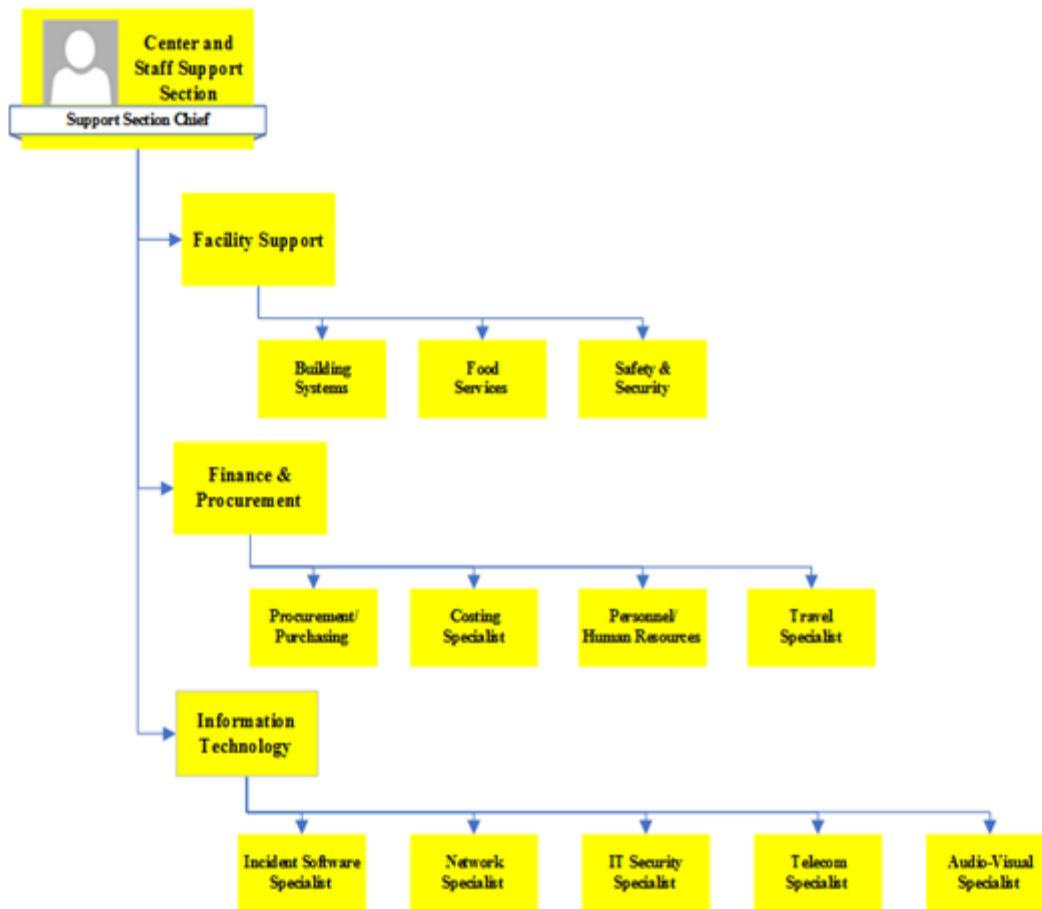 Center and
Staff Support
Section
Support Section Chief
Facility Support
Building
Systems
Food
Services
Safety &
Security
Finance &
Procurement
Procurement/
Purchasing
Costing
Specialist
Personnel/
Human Resources
Travel
Specialist
Information
Technology
Incident Software
Specialist
Network
Specialist
IT Security
Specialist
Telecom
Specialist
Audio-Visual
Specialist